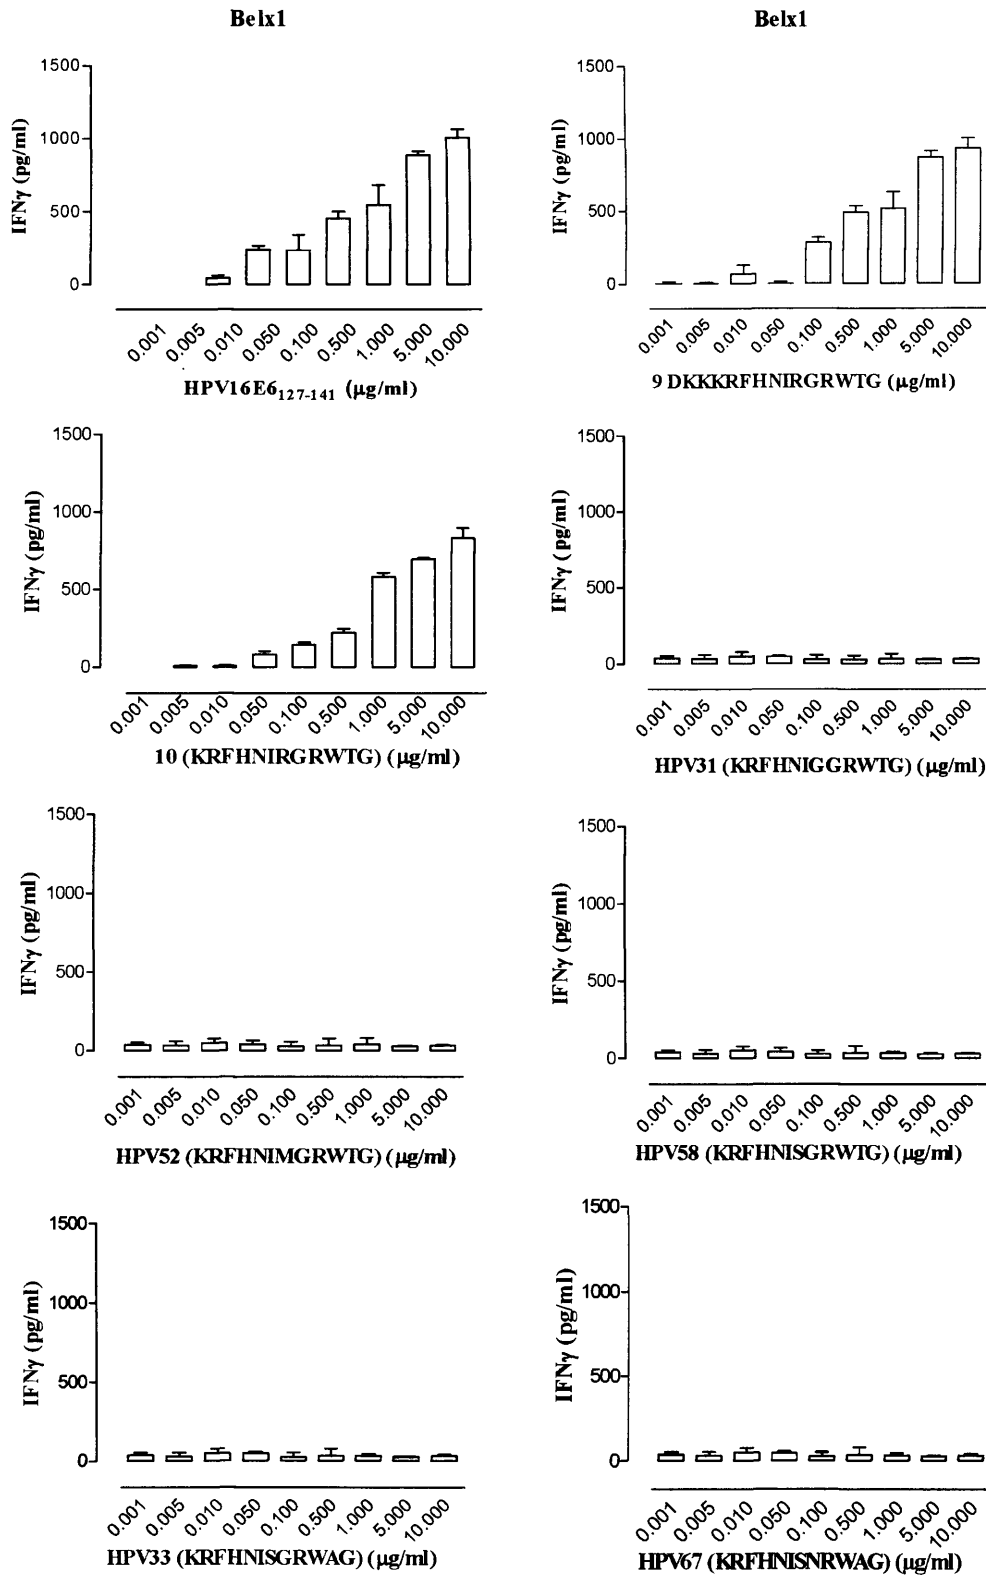 Belx1
Belx1
1500
1000
500
0
IFNγ (pg/ml)
0.001 0.005 0.010 0.050 0.100 0.500 1.000 5.000 10.000
HPV16E6127-141 (µg/ml)
1500
1000
500
0
IFNγ (pg/ml)
0.001 0.005 0.010 0.050 0.100 0.500 1.000 5.000 10.000
9 DKKKRFHNIRGRWTG (µg/ml)
1500
1000
500
0
IFNγ (pg/ml)
0.001 0.005 0.010 0.050 0.100 0.500 1.000 5.000 10.000
10 (KRFHNIRGRWTG) (µg/ml)
1500
1000
500
0
IFNγ (pg/ml)
0.001 0.005 0.010 0.050 0.100 0.500 1.000 5.000 10.000
HPV31 (KRFHNIGGRWTG) (µg/ml)
1500
1000
500
0
IFNγ (pg/ml)
0.001 0.005 0.010 0.050 0.100 0.500 1.000 5.000 10.000
HPV52 (KRFHNIMGRWTG) (µg/ml)
1500
1000
500
0
IFNγ (pg/ml)
0.001 0.005 0.010 0.050 0.100 0.500 1.000 5.000 10.000
HPV58 (KRFHNISGRWTG) (µg/ml)
1500
1000
500
0
IFNγ (pg/ml)
0.001 0.005 0.010 0.050 0.100 0.500 1.000 5.000 10.000
HPV33 (KRFHNISGRWAG) (µg/ml)
1500
1000
500
0
IFNγ (pg/ml)
0.001 0.005 0.010 0.050 0.100 0.500 1.000 5.000 10.000
HPV67 (KRFHNISNRWAG) (µg/ml)